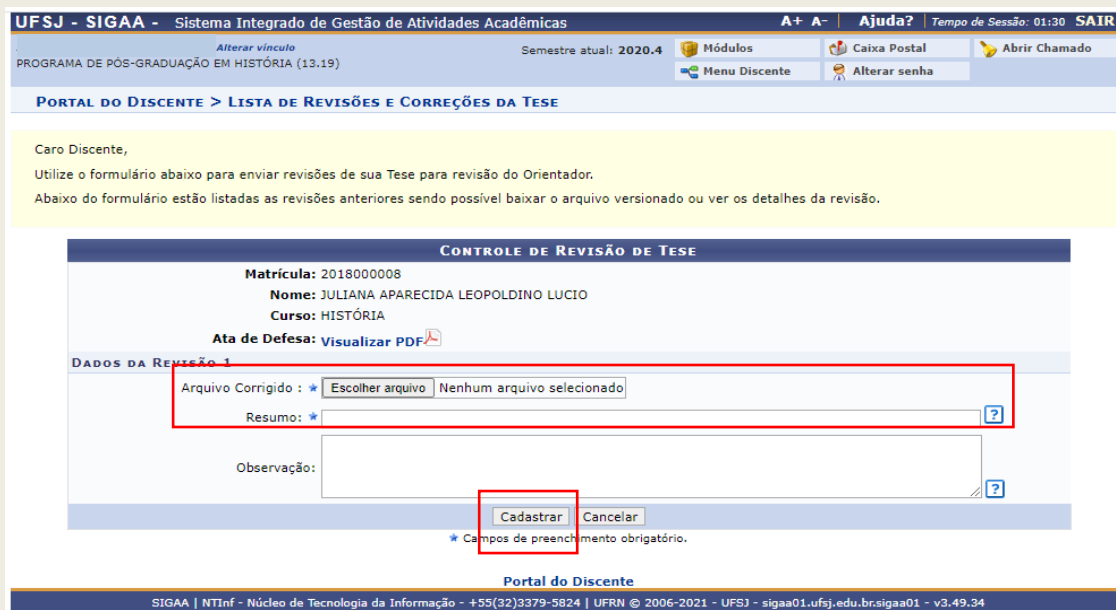 UFSJ - SIGAA - Sistema Integrado de Gestão de Atividades Acadêmicas A+ A- Ajuda? Tempo de Sessão: 01:30 SAIR
Alterar vínculo Semestre atual: 2020.4 Módulos Caixa Postal Abrir Chamado
PROGRAMA DE PÓS-GRADUAÇÃO EM HISTÓRIA (13.19) Menu Discente Alterar senha
PORTAL DO DISCENTE > LISTA DE REVISÕES E CORREÇÕES DA TESE
Caro Discente,
Utilize o formulário abaixo para enviar revisões de sua Tese para revisão do Orientador.
Abaixo do formulário estão listadas as revisões anteriores sendo possível baixar o arquivo versionado ou ver os detalhes da revisão.
CONTROLE DE REVISÃO DE TESE
Matrícula: 2018000008
Nome: JULIANA APARECIDA LEOPOLDINO LUCIO
Curso: HISTÓRIA
Ata de Defesa: Visualizar PDF
DADOS DA REVISÃO 1
Arquivo Corrigido : Escolher arquivo Nenhum arquivo selecionado
Resumo: ?
Observação: ?
Cadastrar Cancelar
Campos de preenchimento obrigatório.
Portal do Discente
SIGAA | NTInf - Núcleo de Tecnologia da Informação - +55(32)3379-5824 | UFRN © 2006-2021 - UFSJ - sigaa01.ufsj.edu.br.sigaa01 - v3.49.34